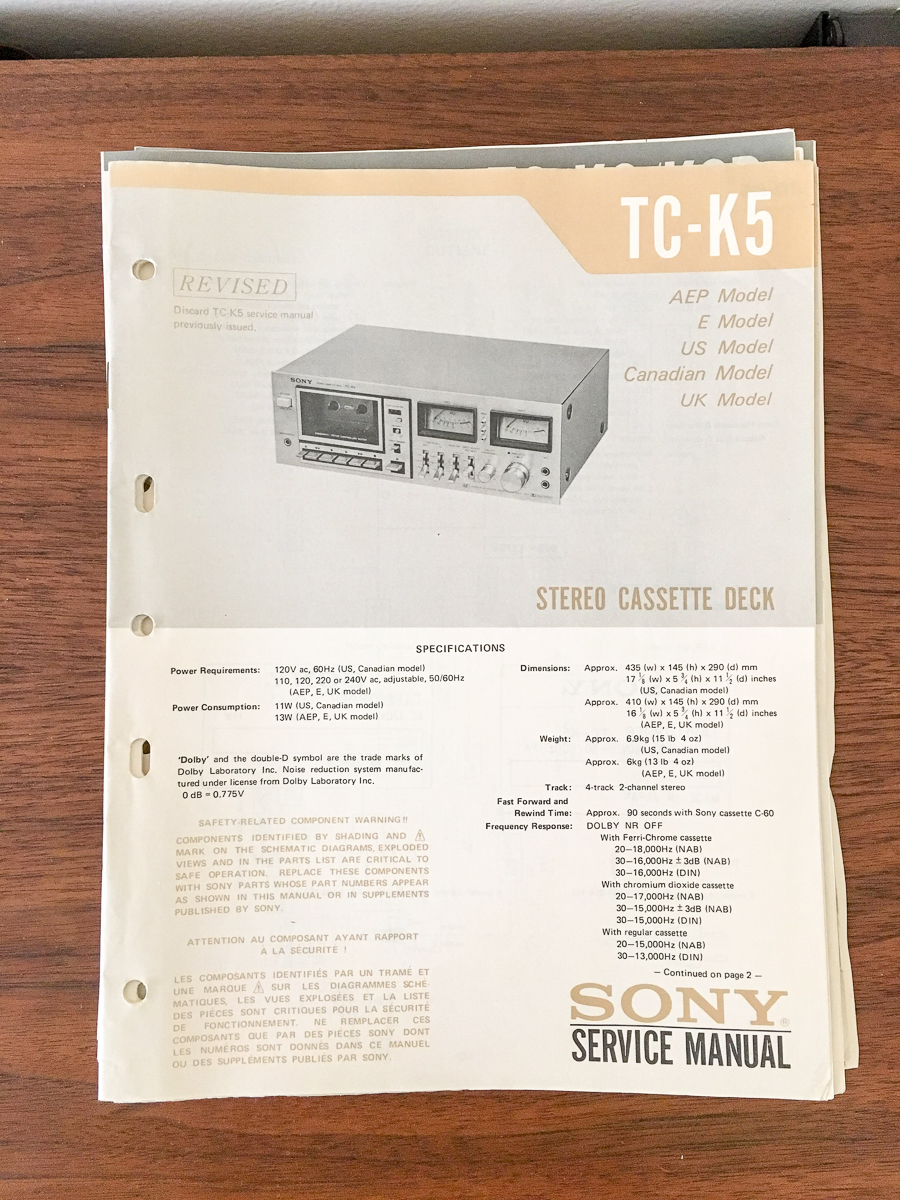 TC-K5
REVISED
Discard TC-K5 service manual
previously issued.
AEP Model
E Model
US Model
Canadian Model
UK Model
SONY
STEREO CASSETTE DECK
SPECIFICATIONS
Power Requirements: 120V ac, 60Hz (US, Canadian model)
110, 120, 220 or 240V ac, adjustable, 50/60Hz
(AEP, E, UK model)
Power Consumption: 11W (US, Canadian model)
13W (AEP, E, UK model)
'Dolby' and the double-D symbol are the trade marks of
Dolby Laboratory Inc. Noise reduction system manufac-
tured under license from Dolby Laboratory Inc.
0 dB = 0.775V
SAFETY-RELATED COMPONENT WARNING!!
COMPONENTS IDENTIFIED BY SHADING AND ⚠
MARK ON THE SCHEMATIC DIAGRAMS, EXPLODED
VIEWS AND IN THE PARTS LIST ARE CRITICAL TO
SAFE OPERATION. REPLACE THESE COMPONENTS
WITH SONY PARTS WHOSE PART NUMBERS APPEAR
AS SHOWN IN THIS MANUAL OR IN SUPPLEMENTS
PUBLISHED BY SONY.
ATTENTION AU COMPOSANT AYANT RAPPORT
À LA SÉCURITÉ !
LES COMPOSANTS IDENTIFIÉS PAR UN TRAMÉ ET
UNE MARQUE ⚠ SUR LES DIAGRAMMES SCHÉ-
MATIQUES, LES VUES EXPLOSÉES ET LA LISTE
DES PIÈCES SONT CRITIQUES POUR LA SÉCURITÉ
DE FONCTIONNEMENT. NE REMPLACER CES
COMPOSANTS QUE PAR DES PIÈCES SONY DONT
LES NUMÉROS SONT DONNÉS DANS CE MANUEL
OU DES SUPPLÉMENTS PUBLIÉS PAR SONY.
Dimensions: Approx. 435 (w) x 145 (h) x 290 (d) mm
17 1/8 (w) x 5 3/4 (h) x 11 1/2 (d) inches
(US, Canadian model)
Approx. 410 (w) x 145 (h) x 290 (d) mm
16 1/8 (w) x 5 3/4 (h) x 11 1/2 (d) inches
(AEP, E, UK model)
Weight: Approx. 6.9kg (15 lb 4 oz)
(US, Canadian model)
Approx. 6kg (13 lb 4 oz)
(AEP, E, UK model)
Track: 4-track 2-channel stereo
Fast Forward and
Rewind Time: Approx. 90 seconds with Sony cassette C-60
Frequency Response: DOLBY NR OFF
With Ferri-Chrome cassette
20–18,000Hz (NAB)
30–16,000Hz ± 3dB (NAB)
30–16,000Hz (DIN)
With chromium dioxide cassette
20–17,000Hz (NAB)
30–15,000Hz ± 3dB (NAB)
30–15,000Hz (DIN)
With regular cassette
20–15,000Hz (NAB)
30–13,000Hz (DIN)
– Continued on page 2 –
SONY®
SERVICE MANUAL